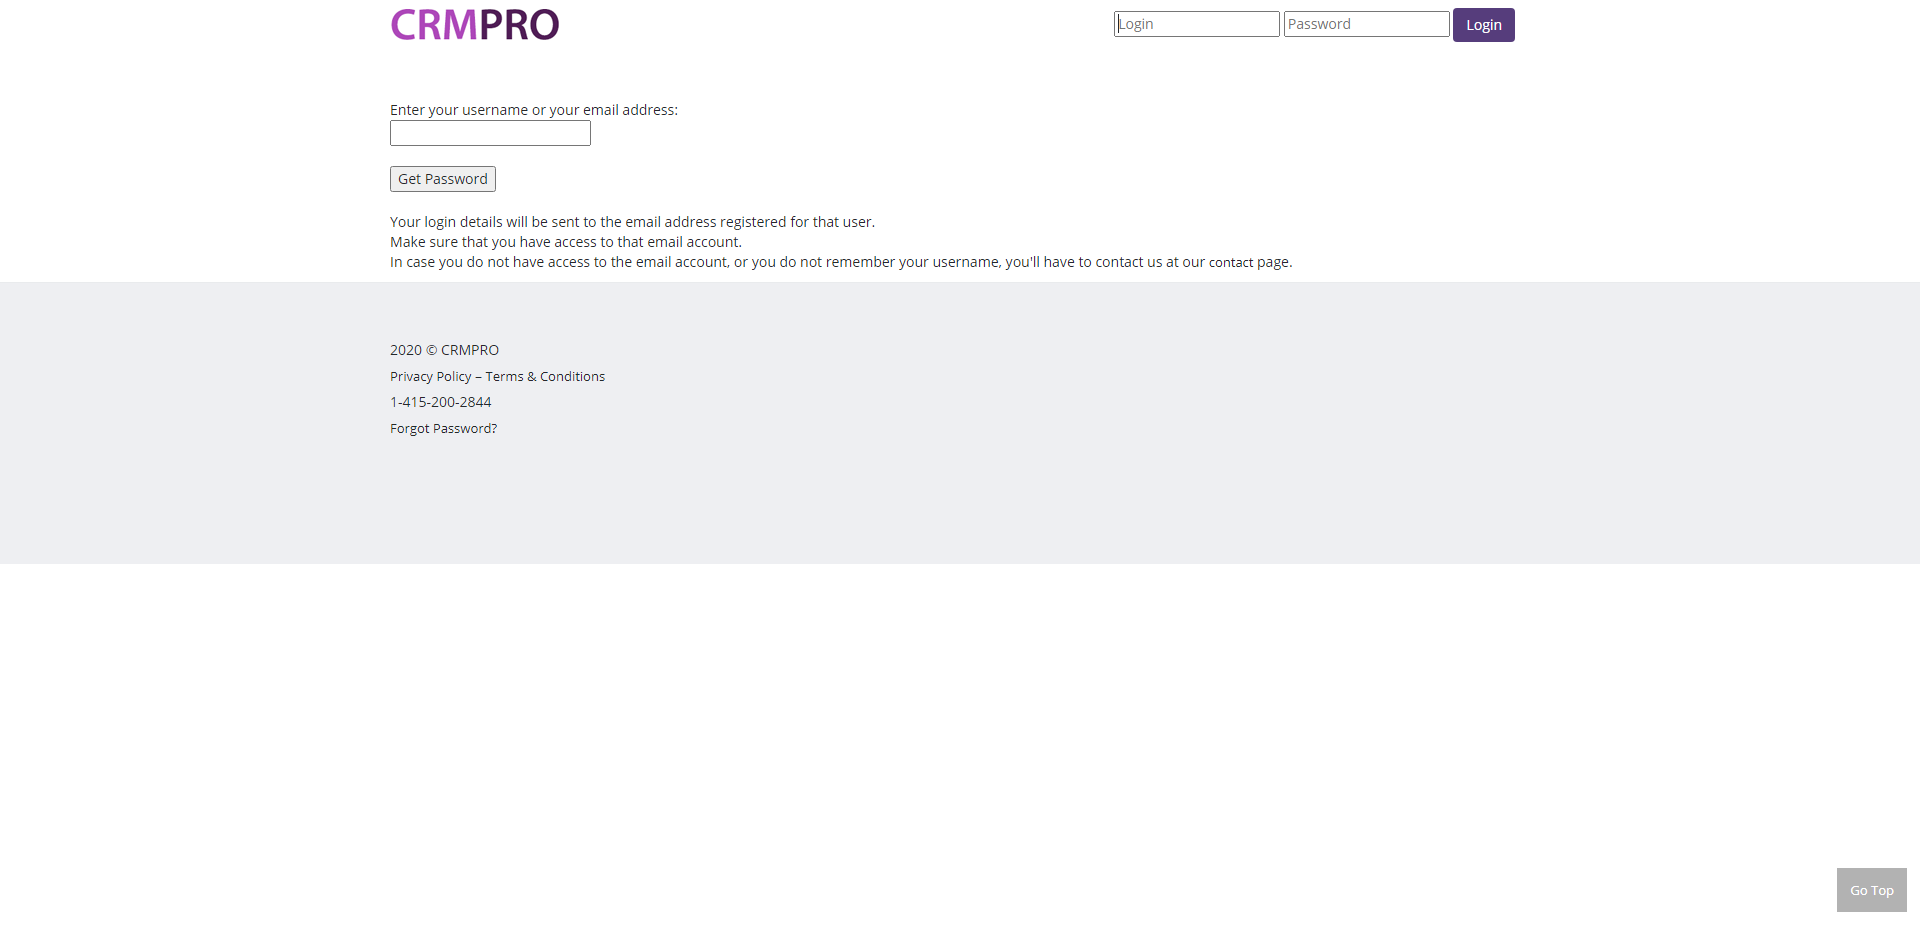 CRMPRO
Login Password Login
Enter your username or your email address:
Get Password
Your login details will be sent to the email address registered for that user.
Make sure that you have access to that email account.
In case you do not have access to the email account, or you do not remember your username, you'll have to contact us at our contact page.
2020 © CRMPRO
Privacy Policy – Terms & Conditions
1-415-200-2844
Forgot Password?
Go Top